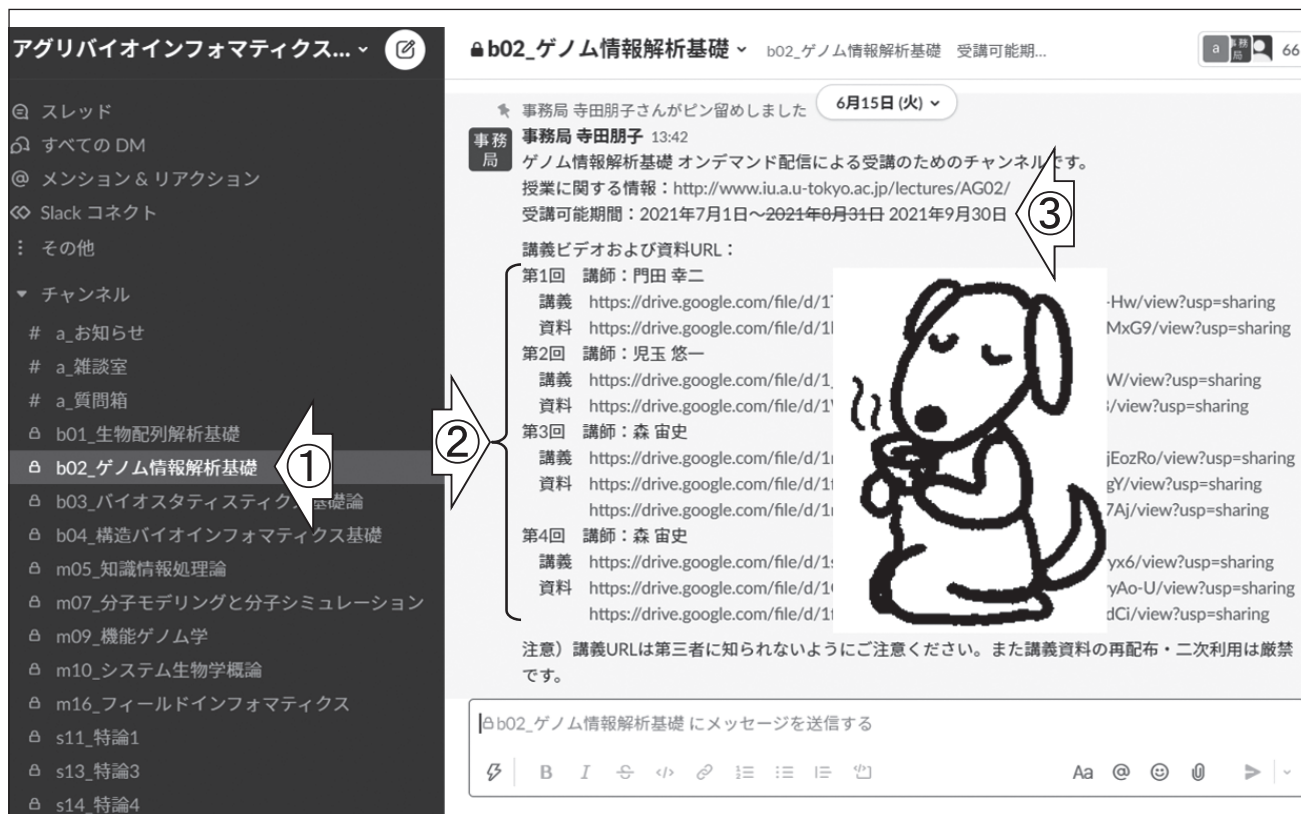 アグリバイオインフォマティクス...
スレッド
すべての DM
@ メンション & リアクション
Slack コネクト
その他
チャンネル
# a_お知らせ
# a_雑談室
# a_質問箱
b01_生物配列解析基礎
b02_ゲノム情報解析基礎
①
b03_バイオスタティスティクス基礎論
b04_構造バイオインフォマティクス基礎
m05_知識情報処理論
m07_分子モデリングと分子シミュレーション
m09_機能ゲノム学
m10_システム生物学概論
m16_フィールドインフォマティクス
s11_特論1
s13_特論3
s14_特論4
b02_ゲノム情報解析基礎 b02_ゲノム情報解析基礎 受講可能期... a 事務局 66
事務局 寺田朋子さんがピン留めしました 6月15日 (火)
事務局
事務局 寺田朋子 13:42
ゲノム情報解析基礎 オンデマンド配信による受講のためのチャンネルです。
授業に関する情報：http://www.iu.a.u-tokyo.ac.jp/lectures/AG02/
受講可能期間：2021年7月1日～2021年8月31日 2021年9月30日
③
講義ビデオおよび資料URL：
②
第1回 講師：門田 幸二
講義 https://drive.google.com/file/d/1 -Hw/view?usp=sharing
資料 https://drive.google.com/file/d/1 MxG9/view?usp=sharing
第2回 講師：児玉 悠一
講義 https://drive.google.com/file/d/1 W/view?usp=sharing
資料 https://drive.google.com/file/d/1 /view?usp=sharing
第3回 講師：森 宙史
講義 https://drive.google.com/file/d/1 jEozRo/view?usp=sharing
資料 https://drive.google.com/file/d/1 gY/view?usp=sharing
https://drive.google.com/file/d/1 7Aj/view?usp=sharing
第4回 講師：森 宙史
講義 https://drive.google.com/file/d/1 yx6/view?usp=sharing
資料 https://drive.google.com/file/d/1 yAo-U/view?usp=sharing
https://drive.google.com/file/d/1 dCi/view?usp=sharing
注意）講義URLは第三者に知られないようにご注意ください。また講義資料の再配布・二次利用は厳禁
です。
b02_ゲノム情報解析基礎 にメッセージを送信する
B I S </> Aa @